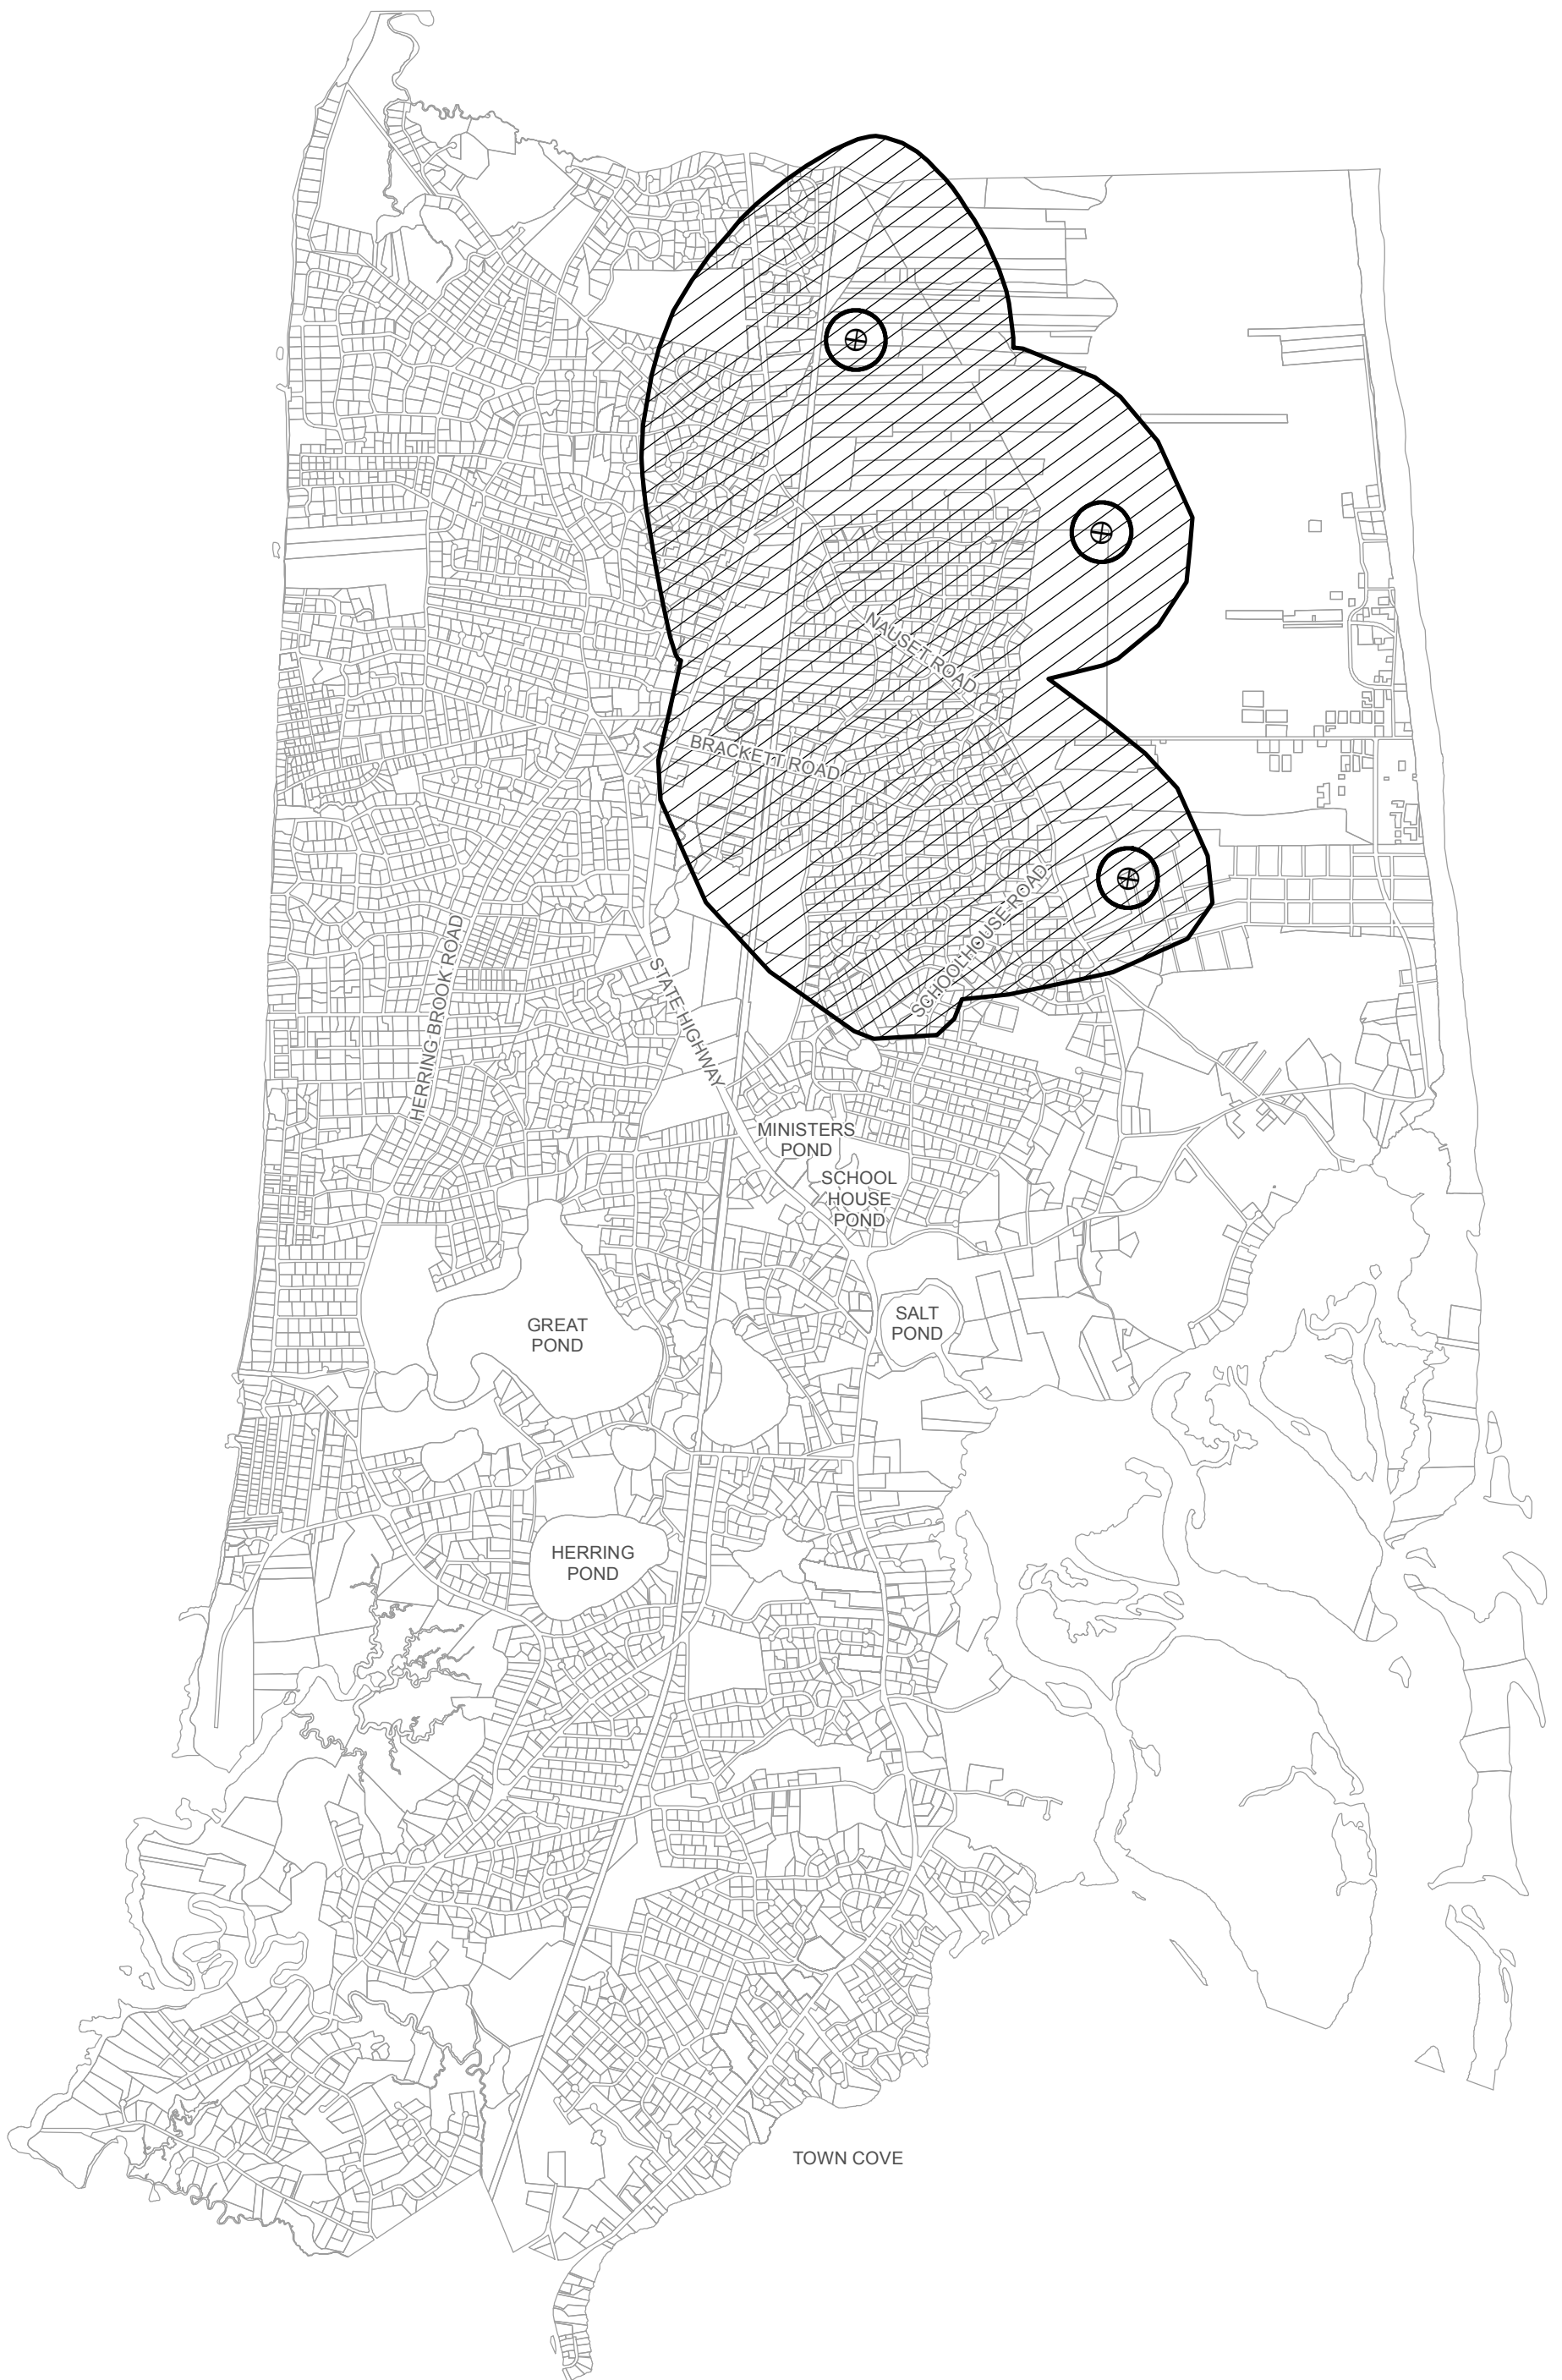 NAUSET ROAD
BRACKETT ROAD
SCHOOLHOUSE ROAD
HERRING BROOK ROAD
STATE HIGHWAY
MINISTERS
POND
SCHOOL
HOUSE
POND
SALT
POND
GREAT
POND
HERRING
POND
TOWN COVE